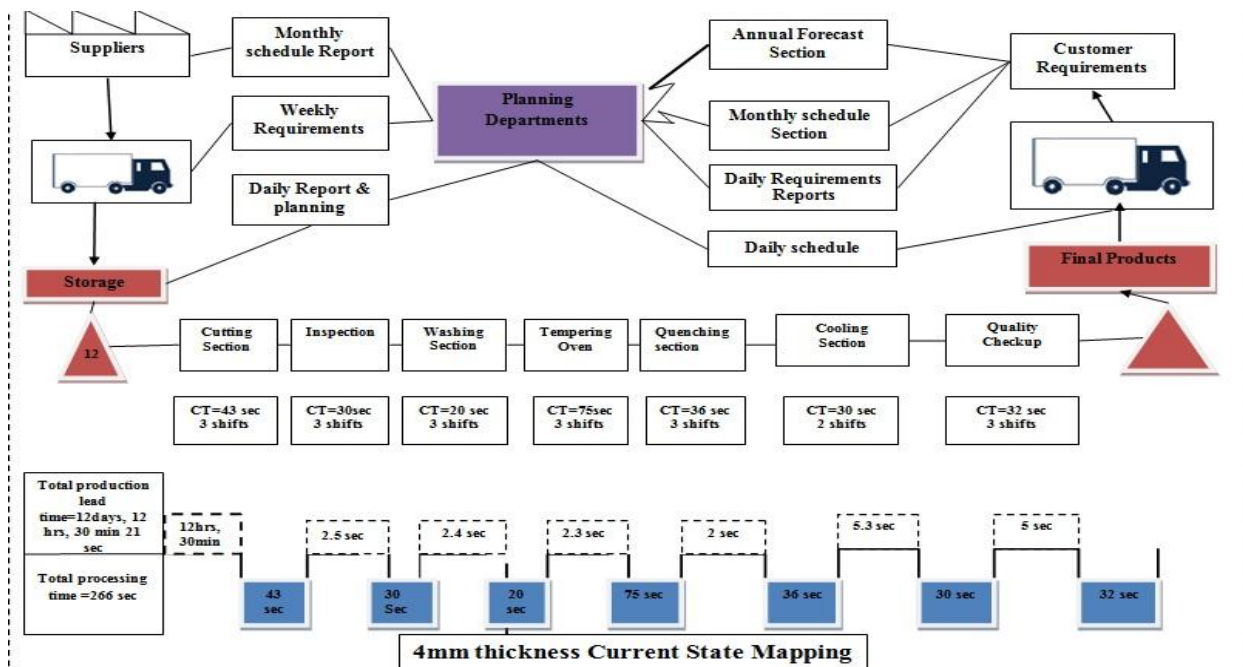 Suppliers
Monthly
schedule Report
Annual Forecast
Section
Customer
Requirements
Planning
Departments
Weekly
Requirements
Monthly schedule
Section
Daily Report &
planning
Daily Requirements
Reports
Daily schedule
Storage
Final Products
12
Cutting
Section
Inspection
Washing
Section
Tempering
Oven
Quenching
section
Cooling
Section
Quality
Checkup
CT=43 sec
3 shifts
CT=30sec
3 shifts
CT=20 sec
3 shifts
CT=75sec
3 shifts
CT=36 sec
3 shifts
CT=30 sec
2 shifts
CT=32 sec
3 shifts
Total production
lead
time=12days, 12
hrs, 30 min 21
sec
12hrs,
30min
2.5 sec
2.4 sec
2.3 sec
2 sec
5.3 sec
5 sec
Total processing
time =266 sec
43
sec
30
Sec
20
sec
75 sec
36 sec
30 sec
32 sec
4mm thickness Current State Mapping